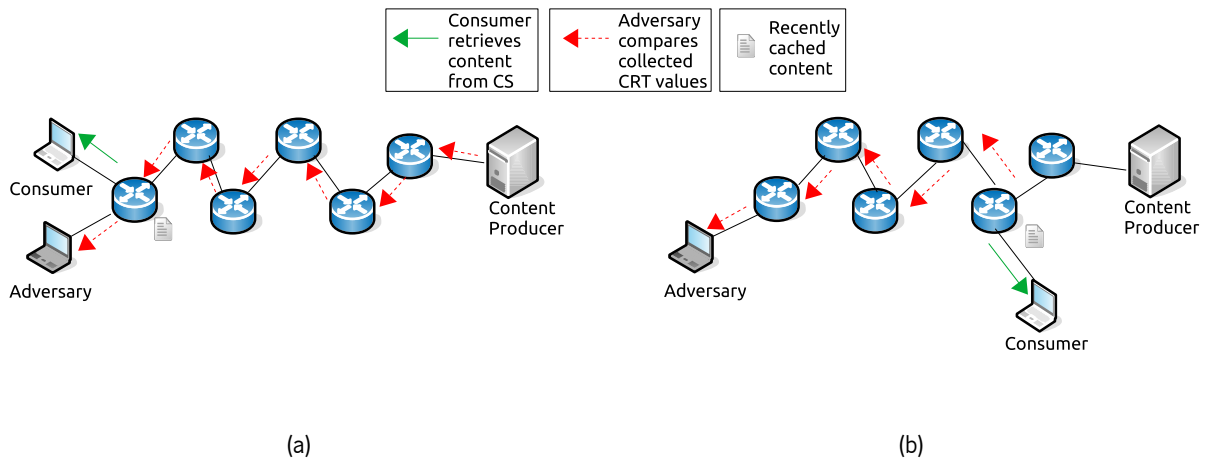 Consumer
retrieves
content
from CS
Adversary
compares
collected
CRT values
Recently
cached
content
Consumer
Adversary
Content
Producer
(a)
Adversary
Consumer
Content
Producer
(b)